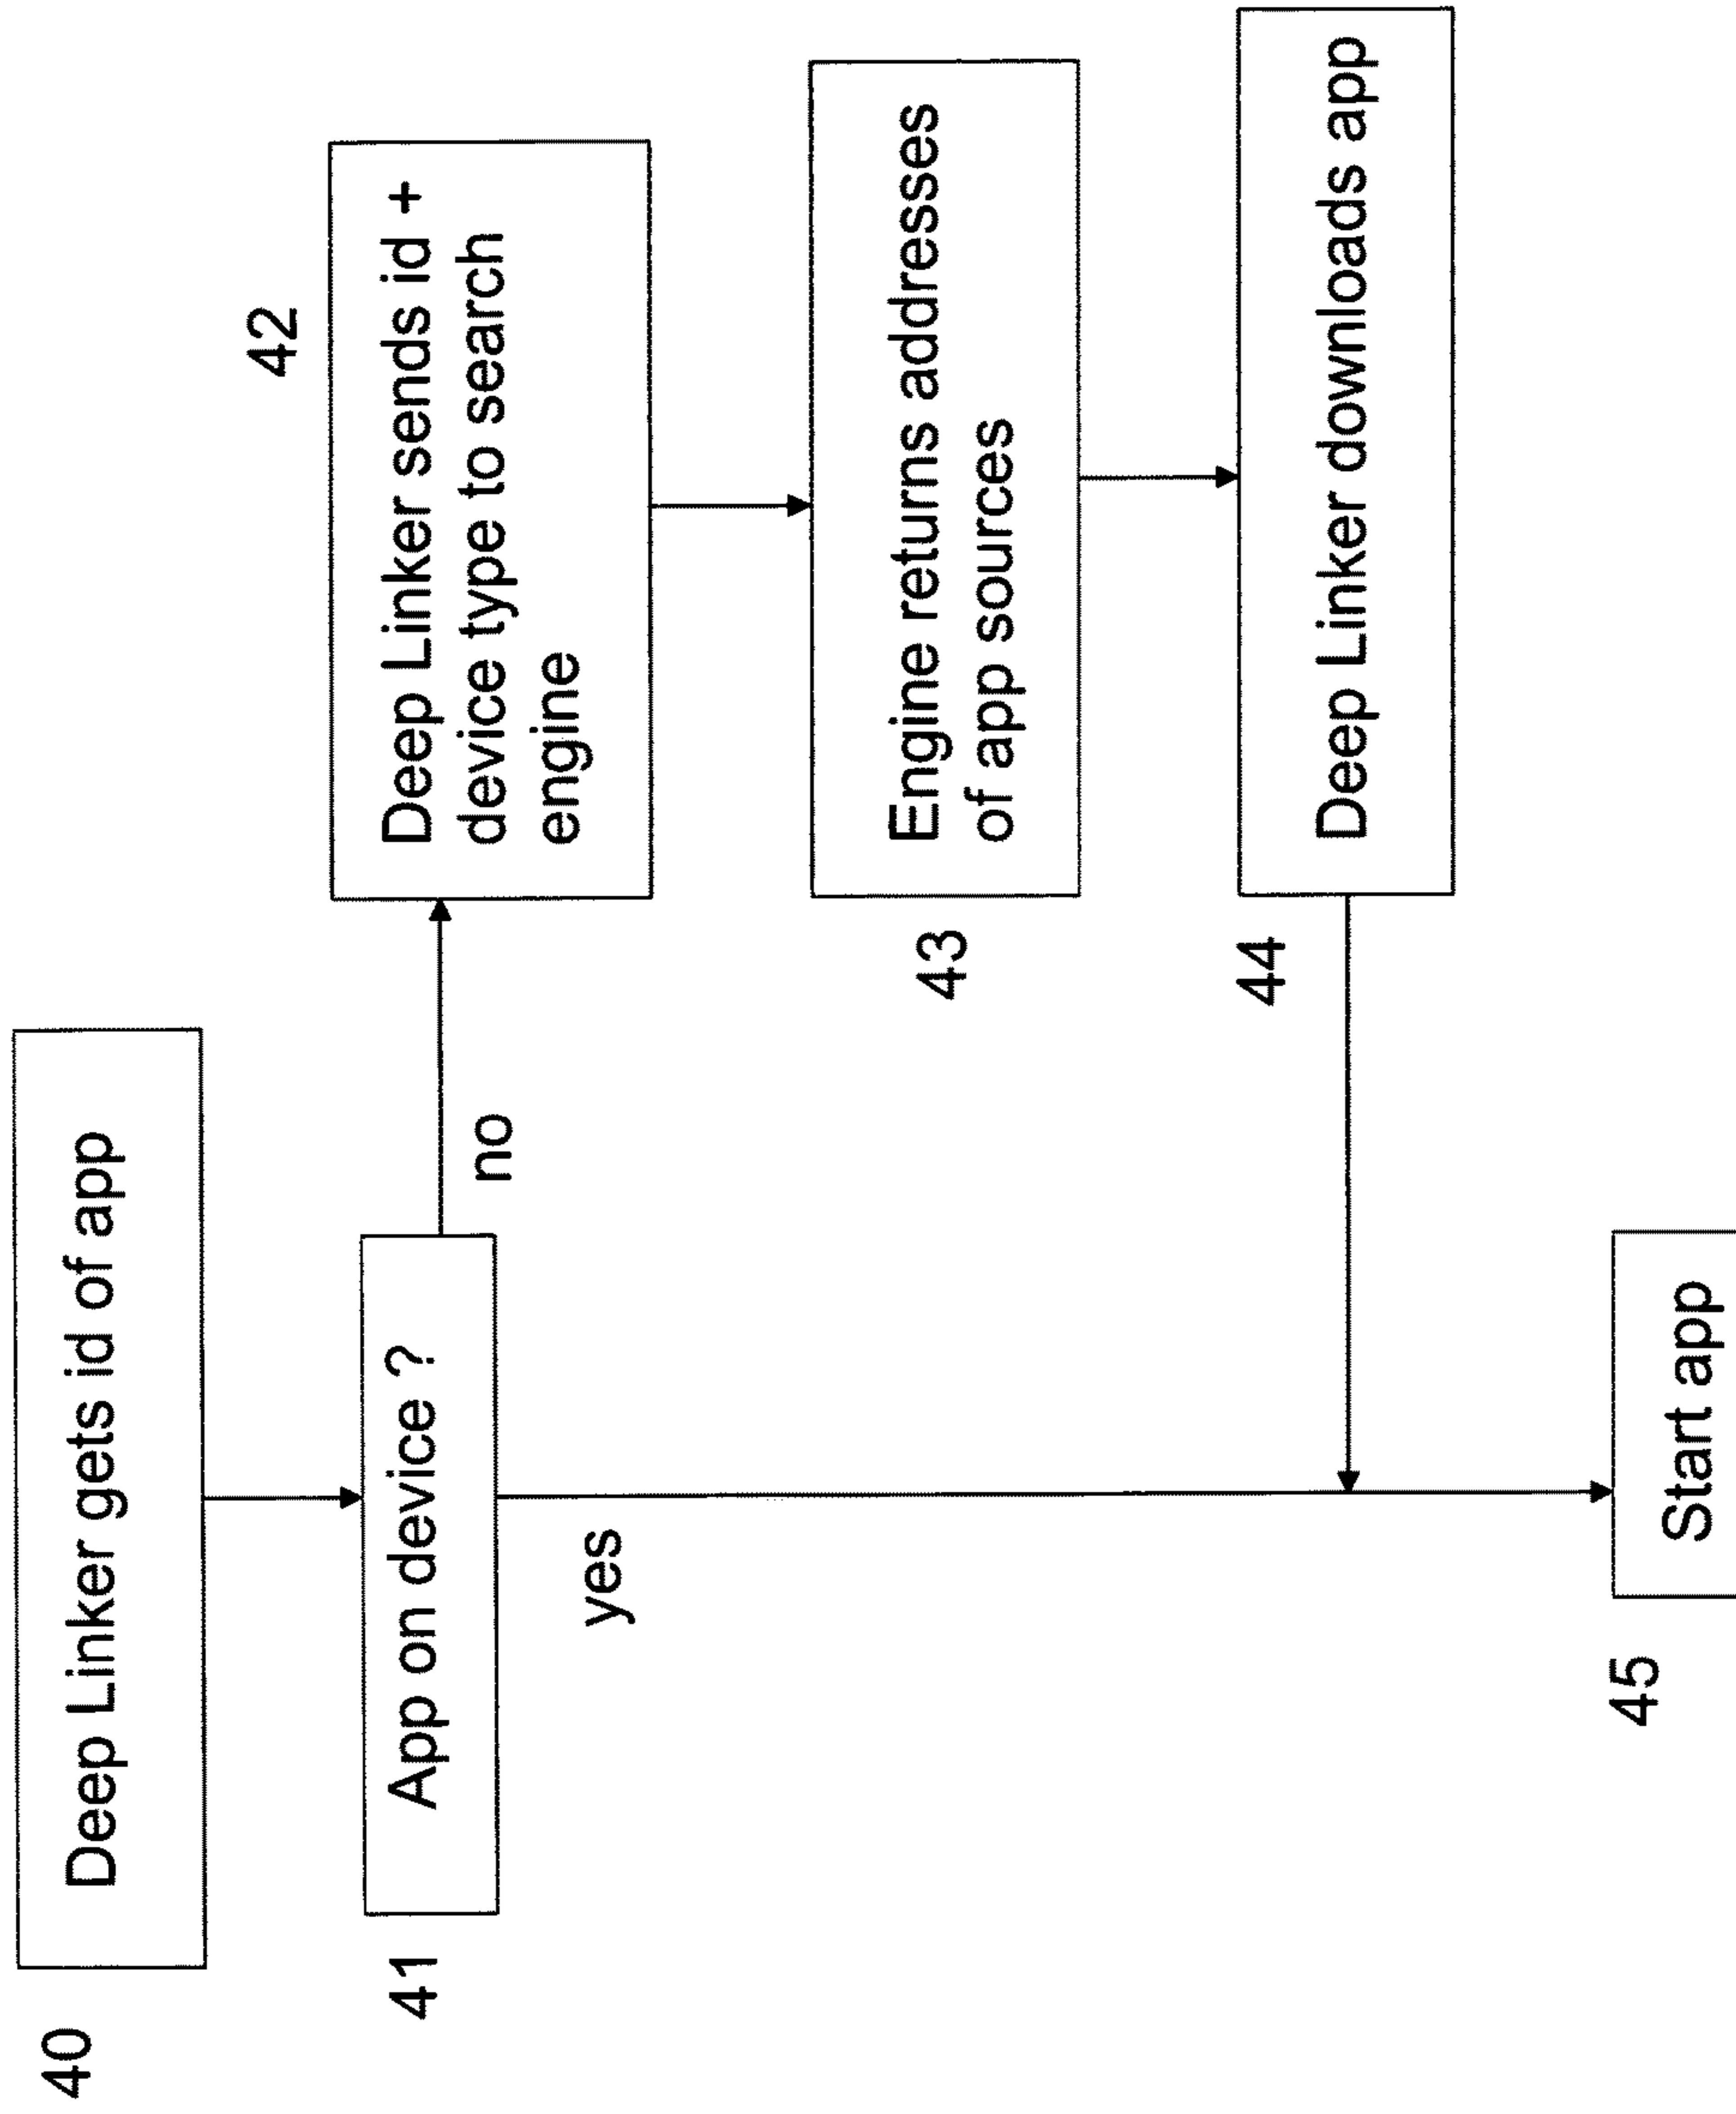 40
Deep Linker gets id of app
41
App on device ?
no
42
Deep Linker sends id +
device type to search
engine
43
Engine returns addresses
of app sources
44
Deep Linker downloads app
yes
45
Start app